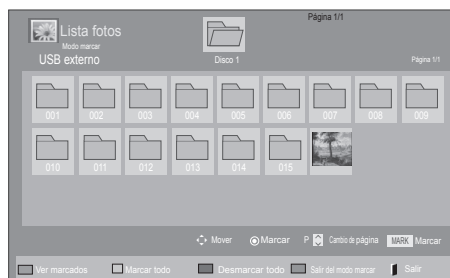 Página 1/1
Lista fotos
Modo marcar
USB externo
Disco 1
Página 1/1
001 002 003 004 005 006 007 008 009
010 011 012 013 014 015
Mover Marcar P Cambio de página MARK Marcar
Ver marcados Marcar todo Desmarcar todo Salir del modo marcar Salir